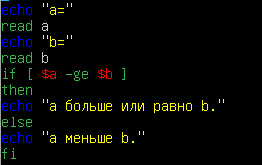 echo "a="
read a
echo "b="
read b
if [ $a -ge $b ]
then
echo "а больше или равно b."
else
echo "а меньше b."
fi